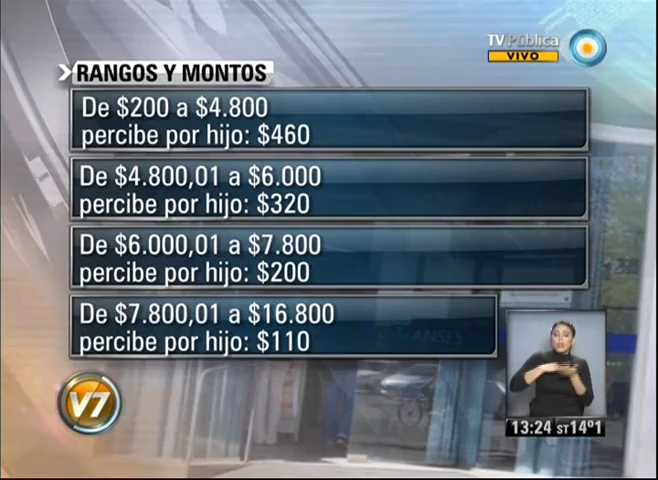 TV Pública
VIVO
RANGOS Y MONTOS
De $200 a $4.800
percibe por hijo: $460
De $4.800,01 a $6.000
percibe por hijo: $320
De $6.000,01 a $7.800
percibe por hijo: $200
De $7.800,01 a $16.800
percibe por hijo: $110
ANSES
V7
13:24 ST 14º1